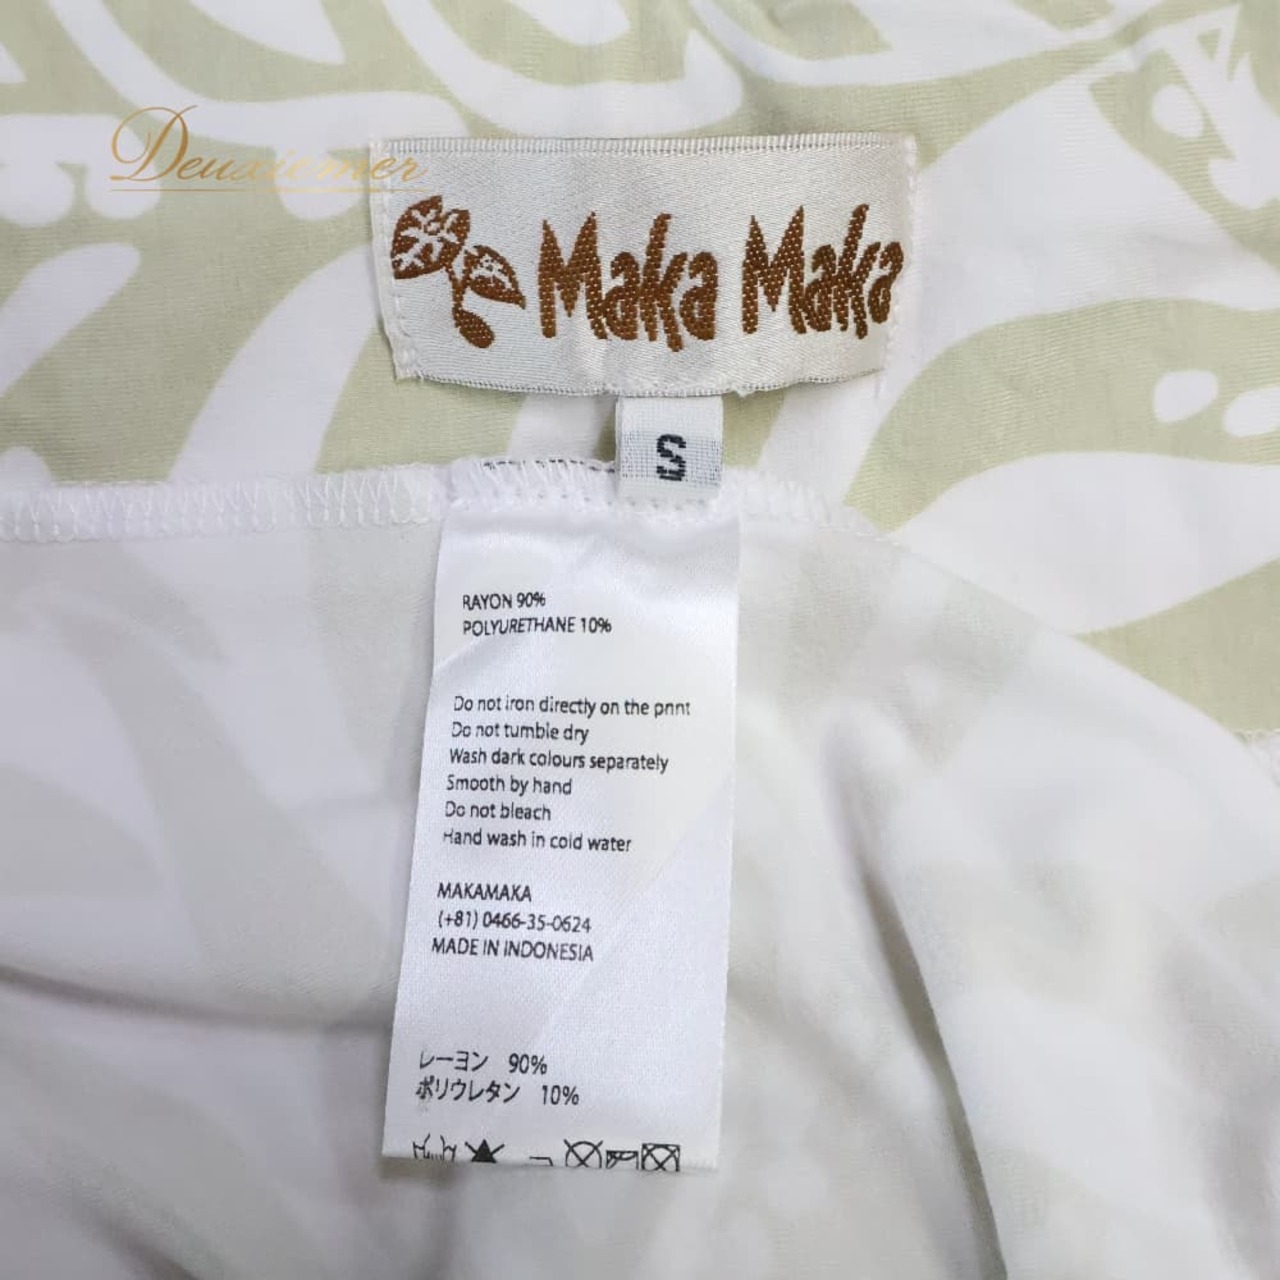 Deuxiemer
Maka Maka
S
RAYON 90%
POLYURETHANE 10%
Do not iron directly on the print
Do not tumble dry
Wash dark colours separately
Smooth by hand
Do not bleach
Hand wash in cold water
MAKAMAKA
(+81) 0466-35-0624
MADE IN INDONESIA
レーヨン 90%
ポリウレタン 10%